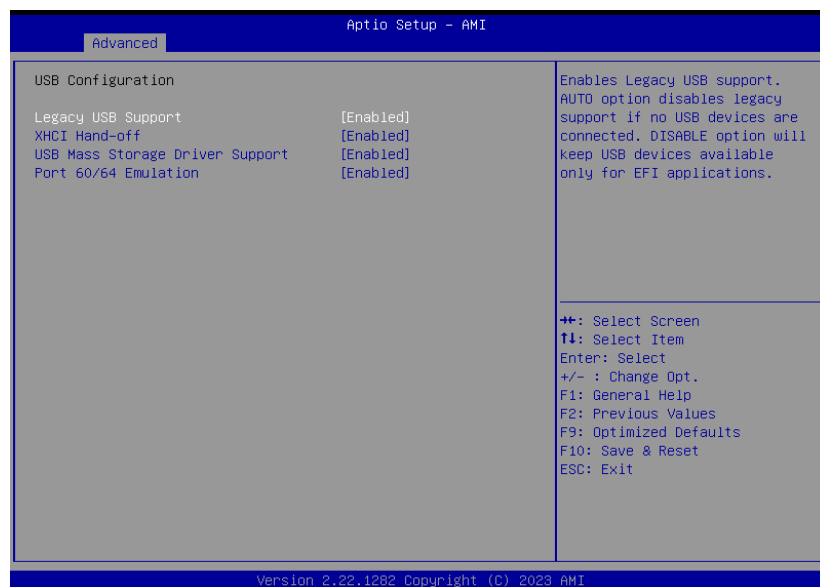 Aptio Setup – AMI
Advanced
USB Configuration
Legacy USB Support [Enabled]
XHCI Hand-off [Enabled]
USB Mass Storage Driver Support [Enabled]
Port 60/64 Emulation [Enabled]
Enables Legacy USB support.
AUTO option disables legacy
support if no USB devices are
connected. DISABLE option will
keep USB devices available
only for EFI applications.
→←: Select Screen
↑↓: Select Item
Enter: Select
+/- : Change Opt.
F1: General Help
F2: Previous Values
F9: Optimized Defaults
F10: Save & Reset
ESC: Exit
Version 2.22.1282 Copyright (C) 2023 AMI